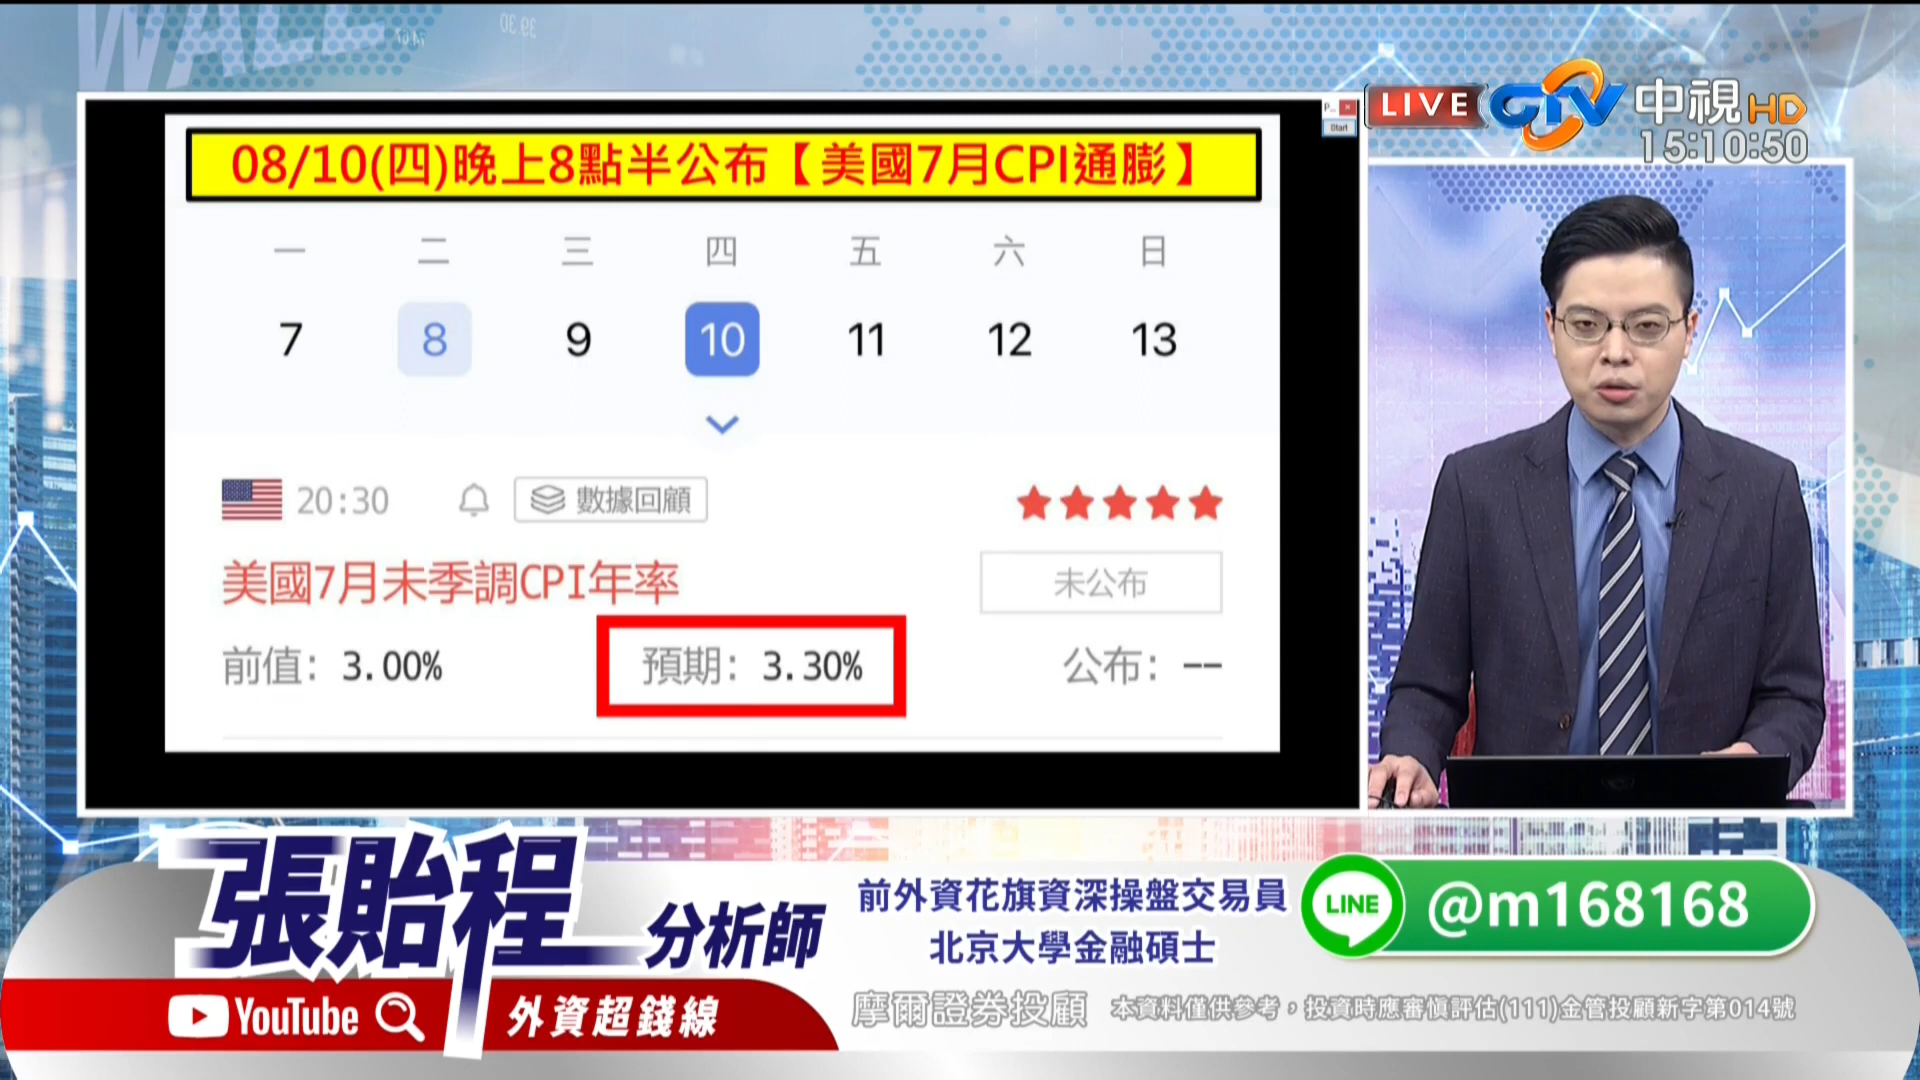 WALL
LIVE GTV 中視 HD
15:10:50
Start
08/10(四)晚上8點半公布【美國7月CPI通膨】
一 二 三 四 五 六 日
7 8 9 10 11 12 13
20:30 數據回顧
美國7月未季調CPI年率 未公布
前值: 3.00% 預期: 3.30% 公布: --
張貽程 分析師
前外資花旗資深操盤交易員
北京大學金融碩士
LINE @m168168
YouTube 外資超錢線
摩爾證券投顧 本資料僅供參考，投資時應審慎評估(111)金管投顧新字第014號